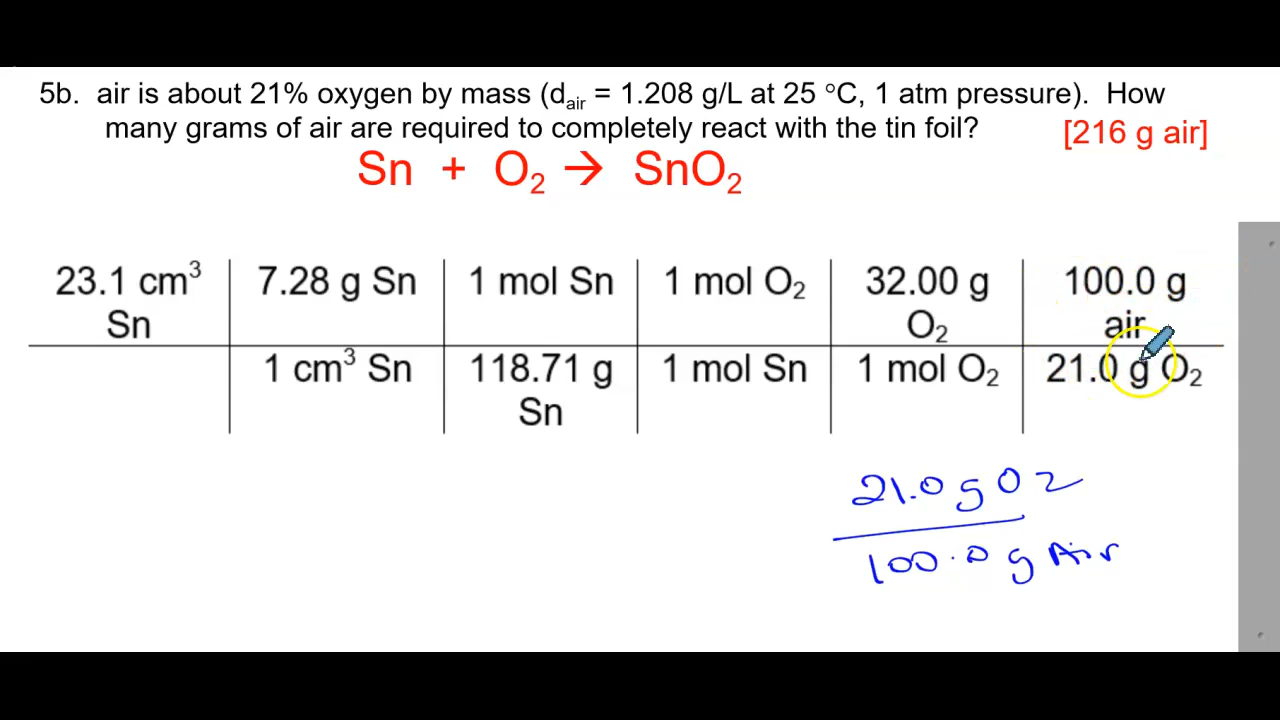 5b. air is about 21% oxygen by mass (dair = 1.208 g/L at 25 °C, 1 atm pressure). How
many grams of air are required to completely react with the tin foil? [216 g air]
Sn + O₂ → SnO₂
23.1 cm³ Sn | 7.28 g Sn | 1 mol Sn | 1 mol O₂ | 32.00 g O₂ | 100.0 g air
1 cm³ Sn | 118.71 g Sn | 1 mol Sn | 1 mol O₂ | 21.0 g O₂
21.0 g O2
100.0 g Air